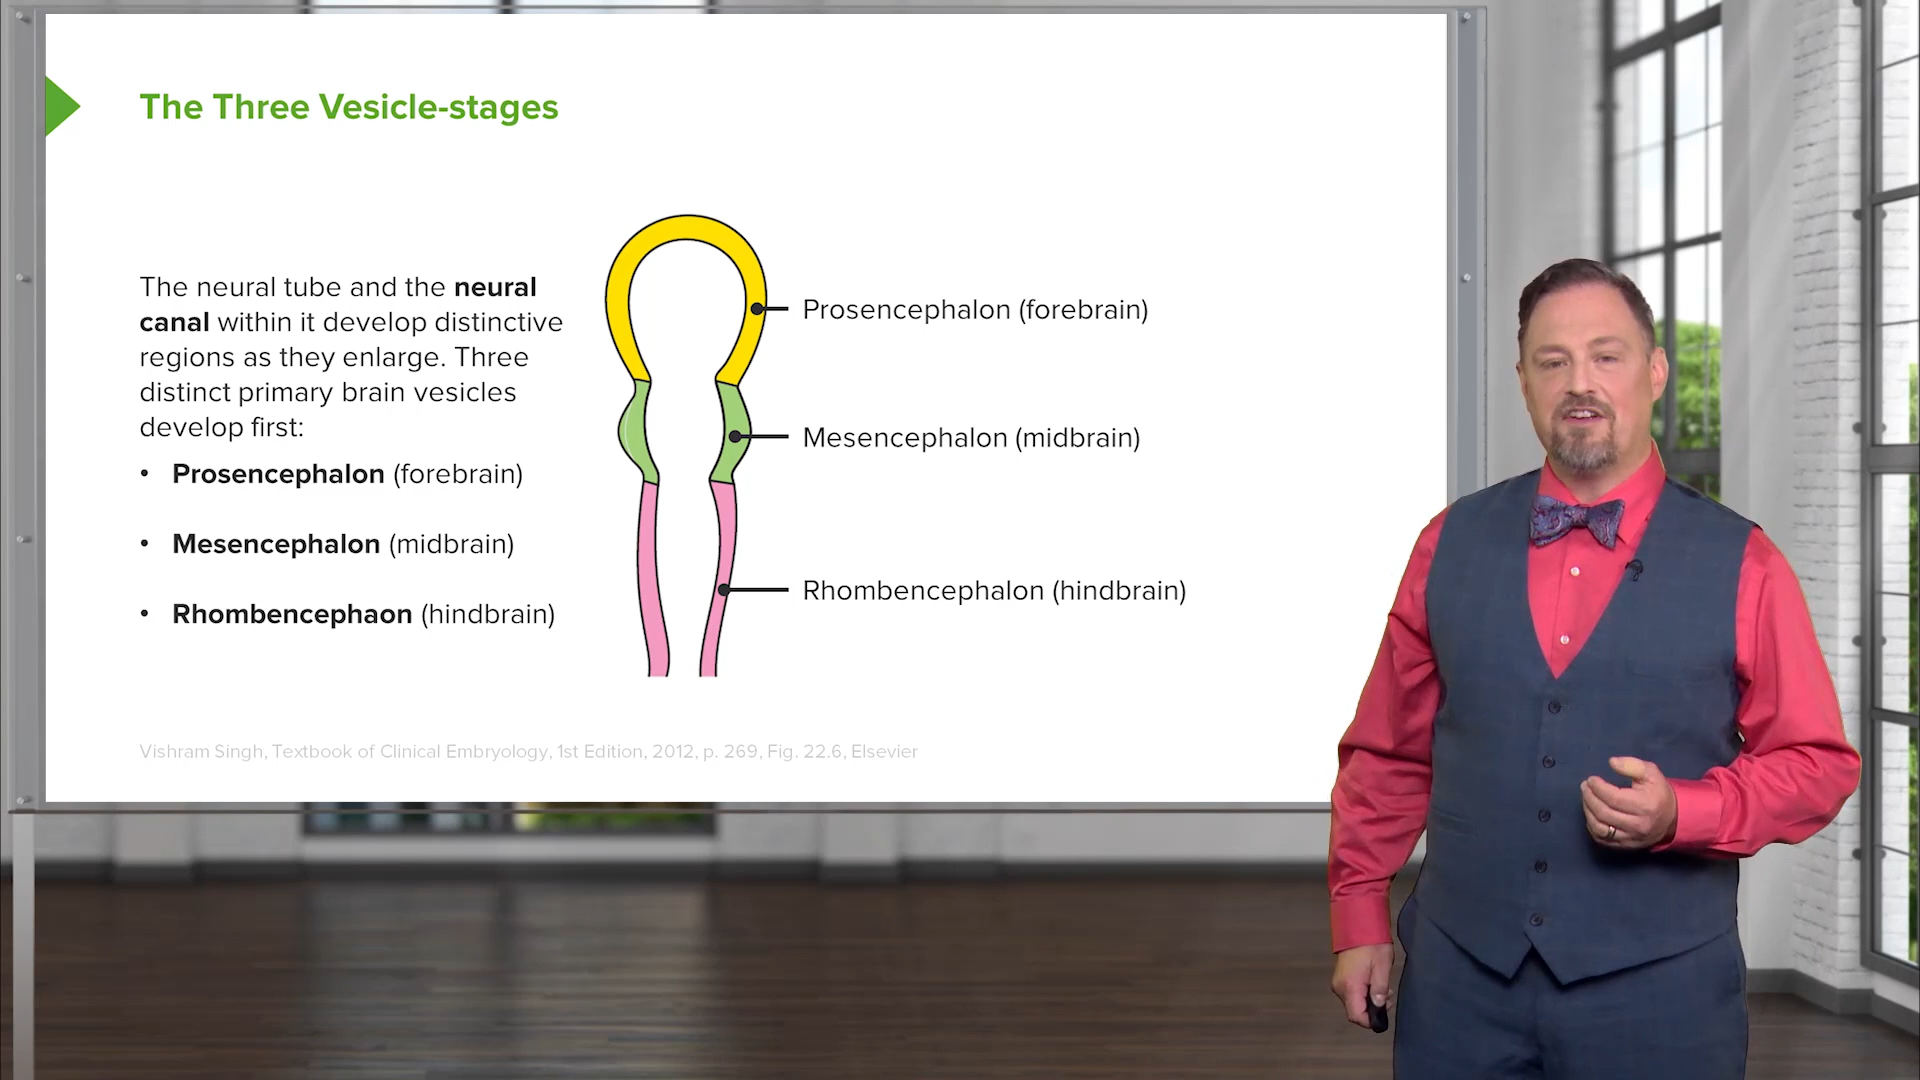 The Three Vesicle-stages
The neural tube and the neural
canal within it develop distinctive
regions as they enlarge. Three
distinct primary brain vesicles
develop first:
• Prosencephalon (forebrain)
• Mesencephalon (midbrain)
• Rhombencephaon (hindbrain)
Prosencephalon (forebrain)
Mesencephalon (midbrain)
Rhombencephalon (hindbrain)
Vishram Singh, Textbook of Clinical Embryology, 1st Edition, 2012, p. 269, Fig. 22.6, Elsevier